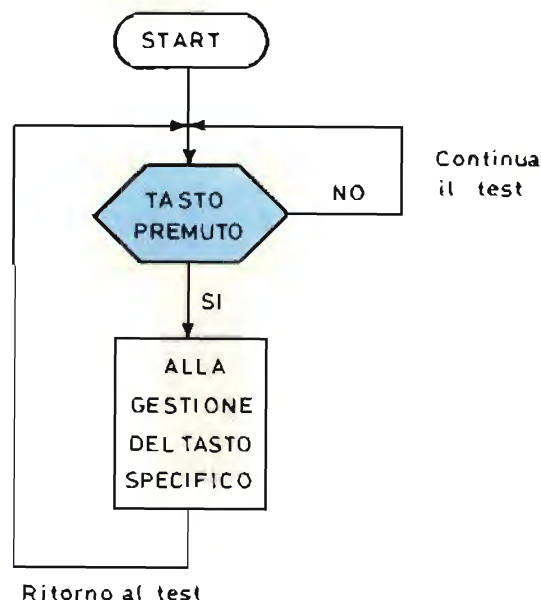 START
TASTO
PREMUTO
NO
Continua
il test
SI
ALLA
GESTIONE
DEL TASTO
SPECIFICO
Ritorno al test